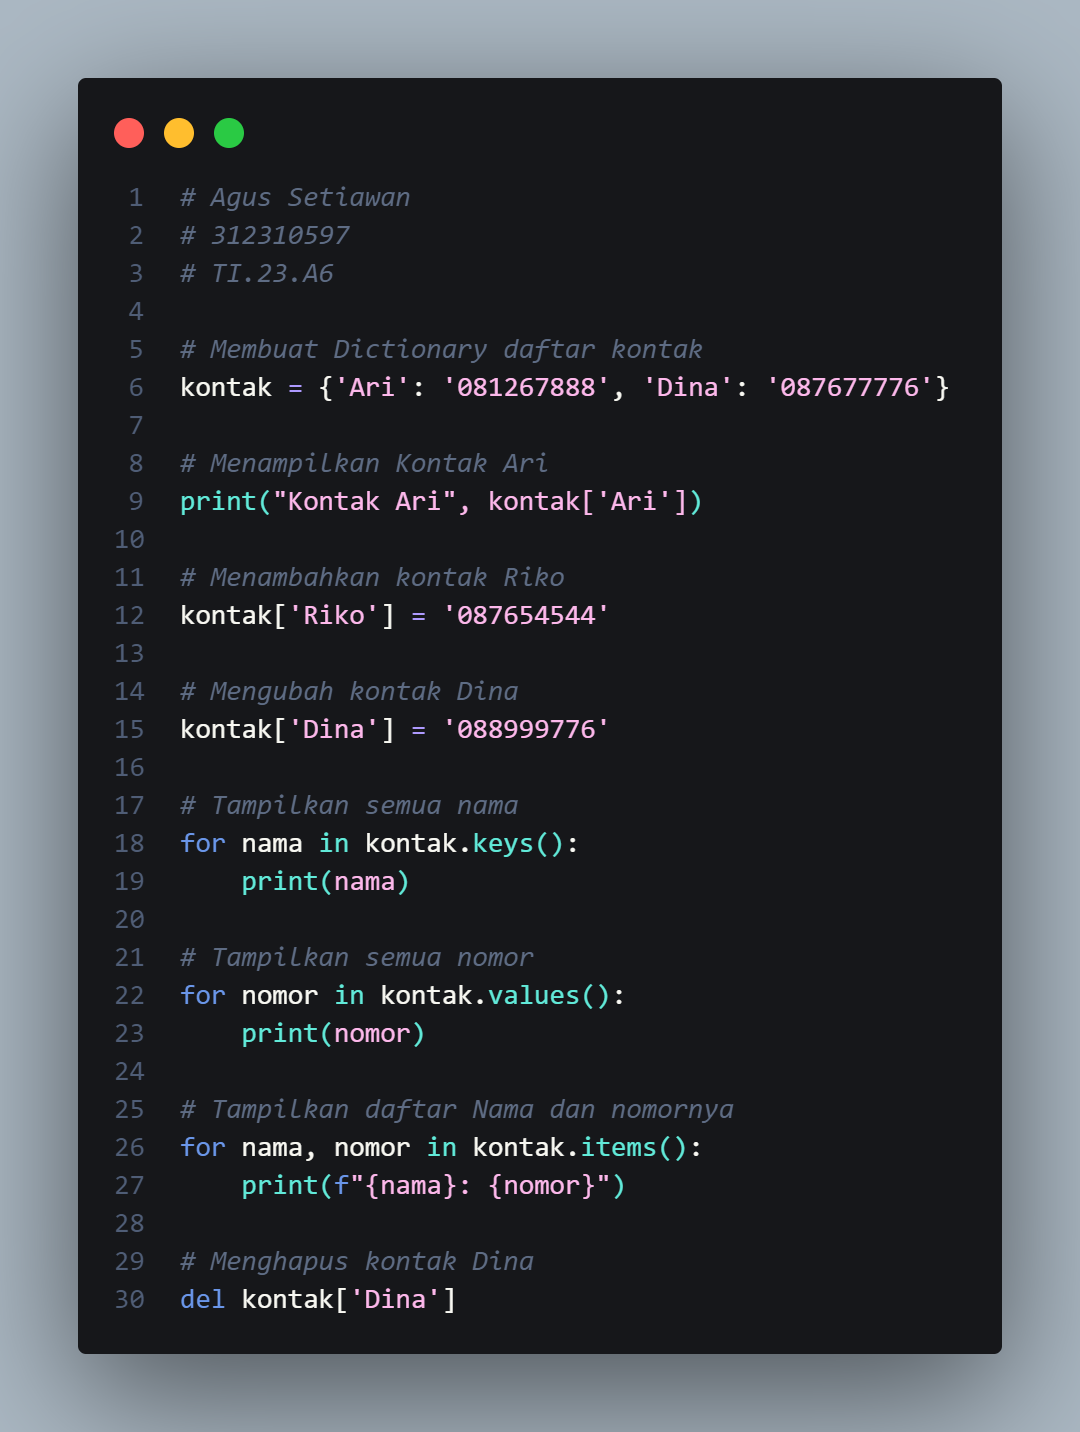 1 # Agus Setiawan
2 # 312310597
3 # TI.23.A6
4
5 # Membuat Dictionary daftar kontak
6 kontak = {'Ari': '081267888', 'Dina': '087677776'}
7
8 # Menampilkan Kontak Ari
9 print("Kontak Ari", kontak['Ari'])
10
11 # Menambahkan kontak Riko
12 kontak['Riko'] = '087654544'
13
14 # Mengubah kontak Dina
15 kontak['Dina'] = '088999776'
16
17 # Tampilkan semua nama
18 for nama in kontak.keys():
19     print(nama)
20
21 # Tampilkan semua nomor
22 for nomor in kontak.values():
23     print(nomor)
24
25 # Tampilkan daftar Nama dan nomornya
26 for nama, nomor in kontak.items():
27     print(f"{nama}: {nomor}")
28
29 # Menghapus kontak Dina
30 del kontak['Dina']